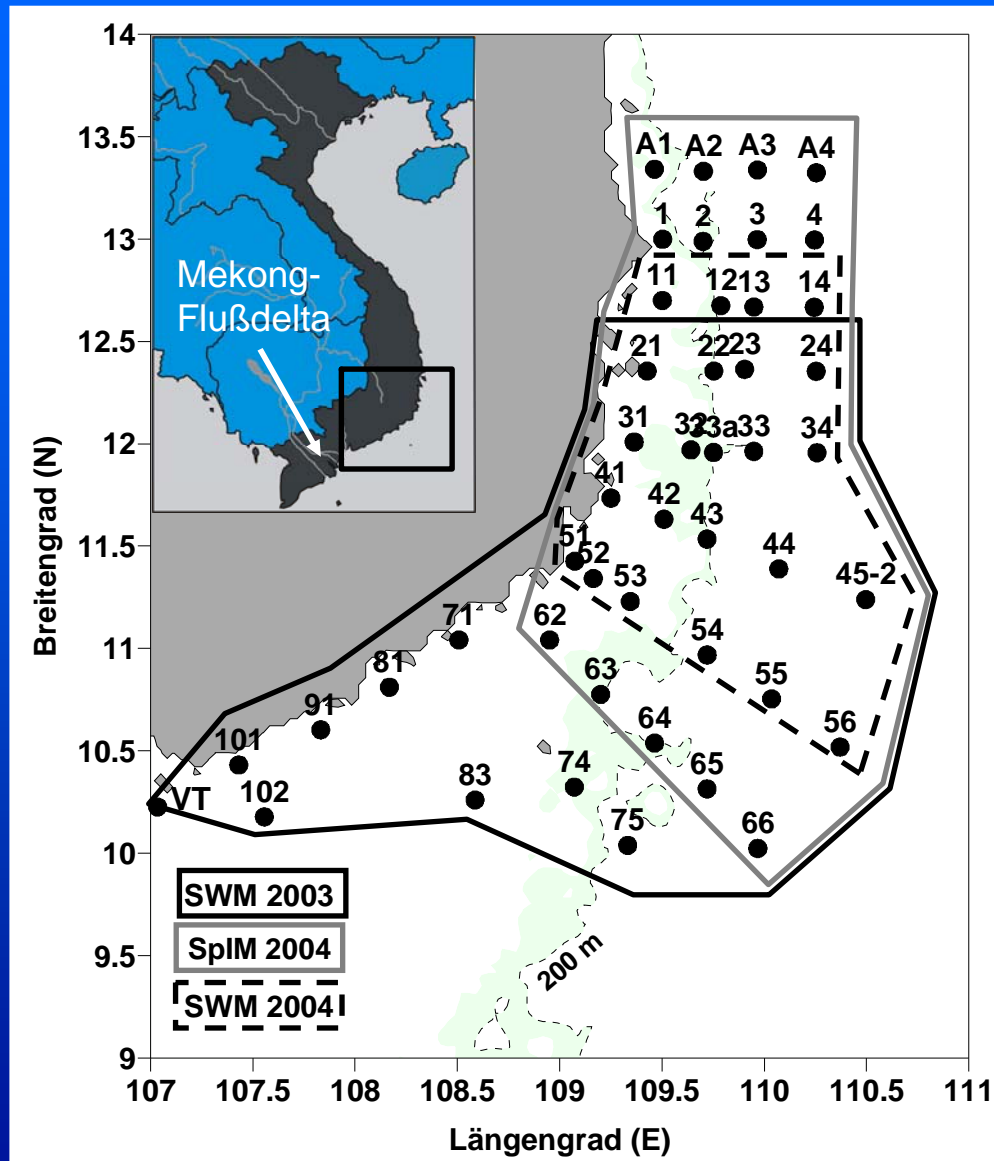 14
13.5
13
12.5
12
11.5
11
10.5
10
9.5
9
Breitengrad (N)
Mekong-
Flußdelta
A1 A2 A3 A4
1 2 3 4
11 12 13 14
21 22 23 24
31 32 33a 33 34
41 42 43 44 45-2
51 52 53 54 55 56
71 62 63 64 65 66
81 83 74 75
91
101 102
VT
200 m
SWM 2003
SpIM 2004
SWM 2004
107 107.5 108 108.5 109 109.5 110 110.5 111
Längengrad (E)